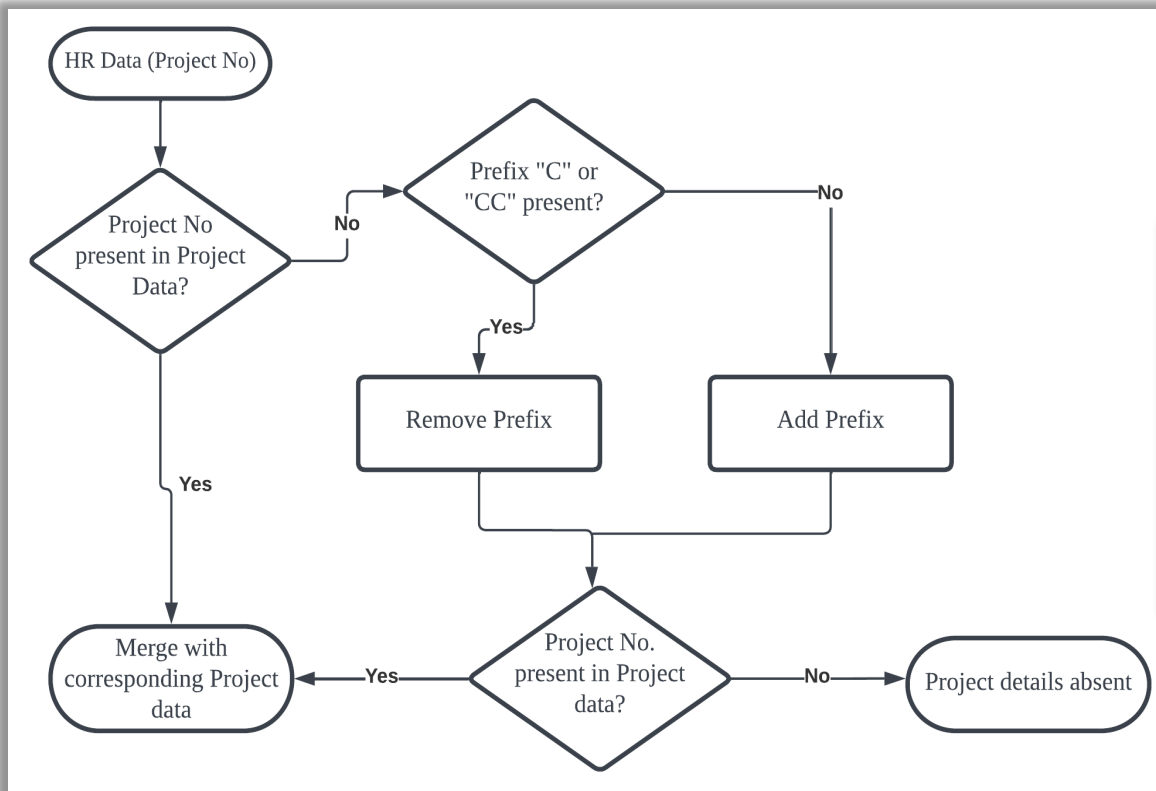 HR Data (Project No)
Project No
present in Project
Data?
No
Prefix "C" or
"CC" present?
No
Yes
Remove Prefix
Add Prefix
Yes
Merge with
corresponding Project
data
Yes
Project No.
present in Project
data?
No
Project details absent